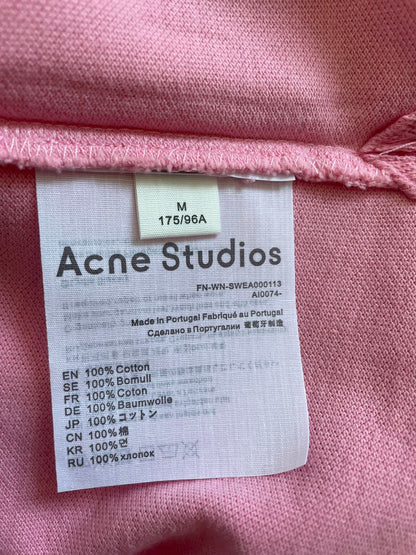 M
175/96A
Acne Studios
FN-WN-SWEA000113
AI0074-
Made in Portugal Fabriqué au Portugal
Сделано в Португалии 葡萄牙制造
EN 100% Cotton
SE 100% Bomull
FR 100% Coton
DE 100% Baumwolle
JP 100% コットン
CN 100% 棉
KR 100% 면
RU 100% хлопок